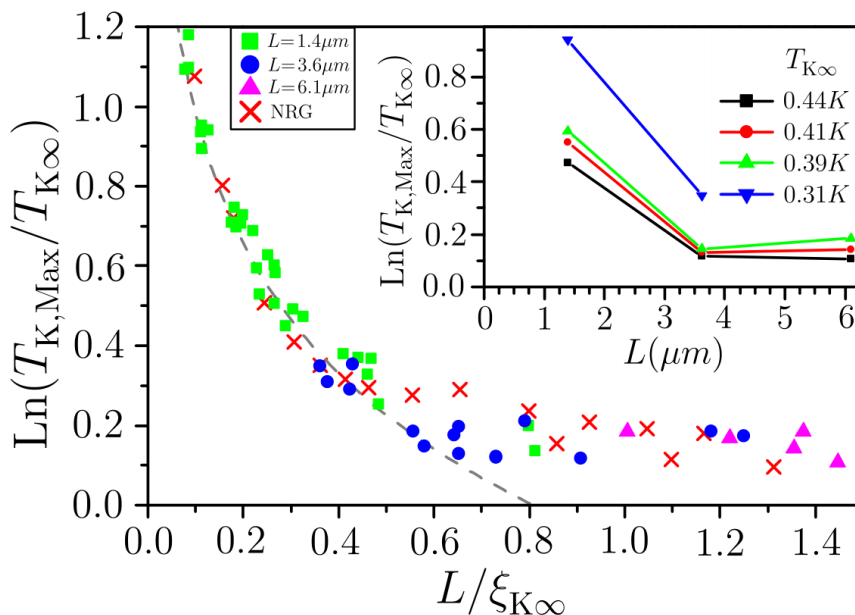 Ln(T_K,Max/T_K∞)
1.2
1.0
0.8
0.6
0.4
0.2
0.0
0.0 0.2 0.4 0.6 0.8 1.0 1.2 1.4
L/ξ_K∞
L=1.4μm
L=3.6μm
L=6.1μm
NRG
Ln(T_K,Max/T_K∞)
0.8
0.6
0.4
0.2
0.0
0 1 2 3 4 5 6
L(μm)
T_K∞
0.44K
0.41K
0.39K
0.31K